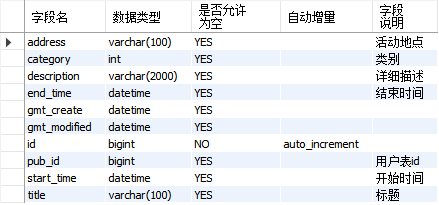 字段名 数据类型 是否允许为空 自动增量 字段说明
address varchar(100) YES 活动地点
category int YES 类别
description varchar(2000) YES 详细描述
end_time datetime YES 结束时间
gmt_create datetime YES
gmt_modified datetime YES
id bigint NO auto_increment
pub_id bigint YES 用户表id
start_time datetime YES 开始时间
title varchar(100) YES 标题